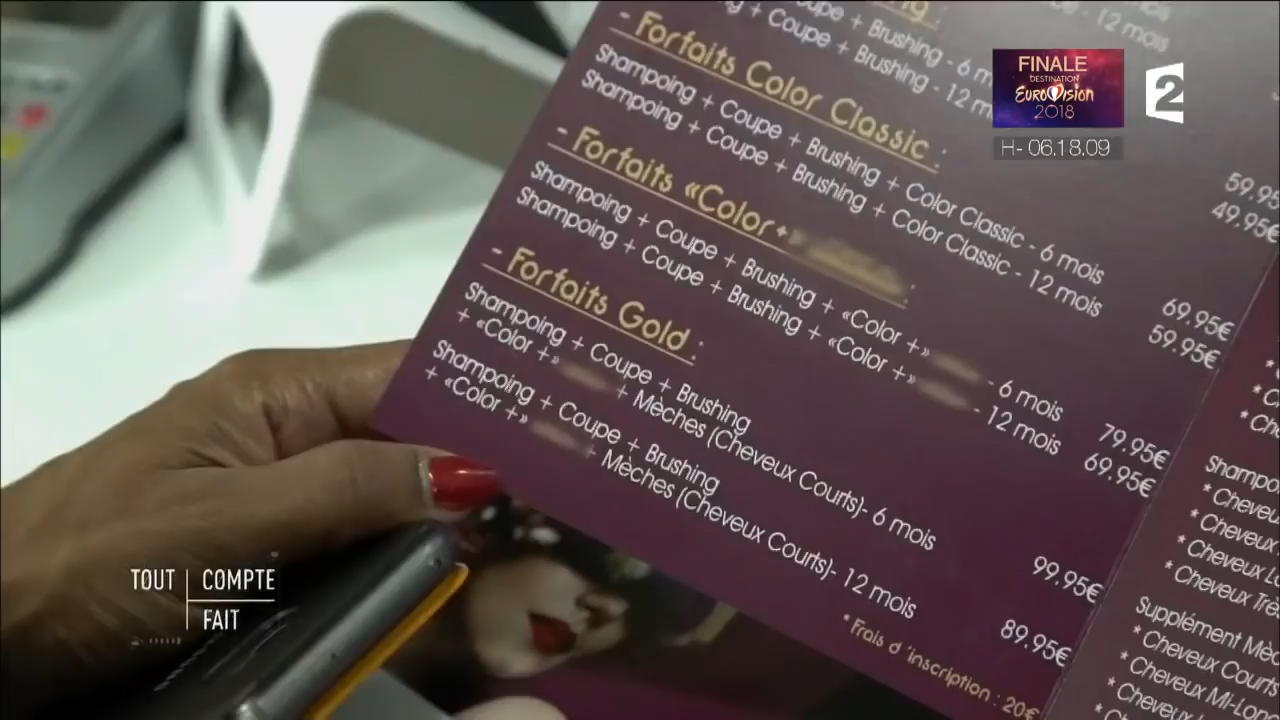 upe + Brushing - 6 m
+ Coupe + Brushing - 12 m
12 mois
- Forfaits Color Classic :
Shampoing + Coupe + Brushing + Color Classic - 6 mois
59.95
Shampoing + Coupe + Brushing + Color Classic - 12 mois
49.95€
- Forfaits «Color+» :
Shampoing + Coupe + Brushing + «Color +» - 6 mois
69.95€
Shampoing + Coupe + Brushing + «Color +» - 12 mois
59.95€
- Forfaits Gold :
Shampoing + Coupe + Brushing
+ «Color +» + Mèches (Cheveux Courts)- 6 mois
79.95€
69.95€
Shampoing + Coupe + Brushing
+ «Color +» + Mèches (Cheveux Courts)- 12 mois
99.95€
89.95€
* Frais d'inscription : 20€
Shampo
* Cheveu
* Cheveux
* Cheveux L
* Cheveux Trè
Supplément Mèc
* Cheveux Courts
* Cheveux Mi-Lon
* Cheveux
FINALE
DESTINATION
EUROVISION
2018
2
H- 06.18.09
TOUT COMPTE
FAIT